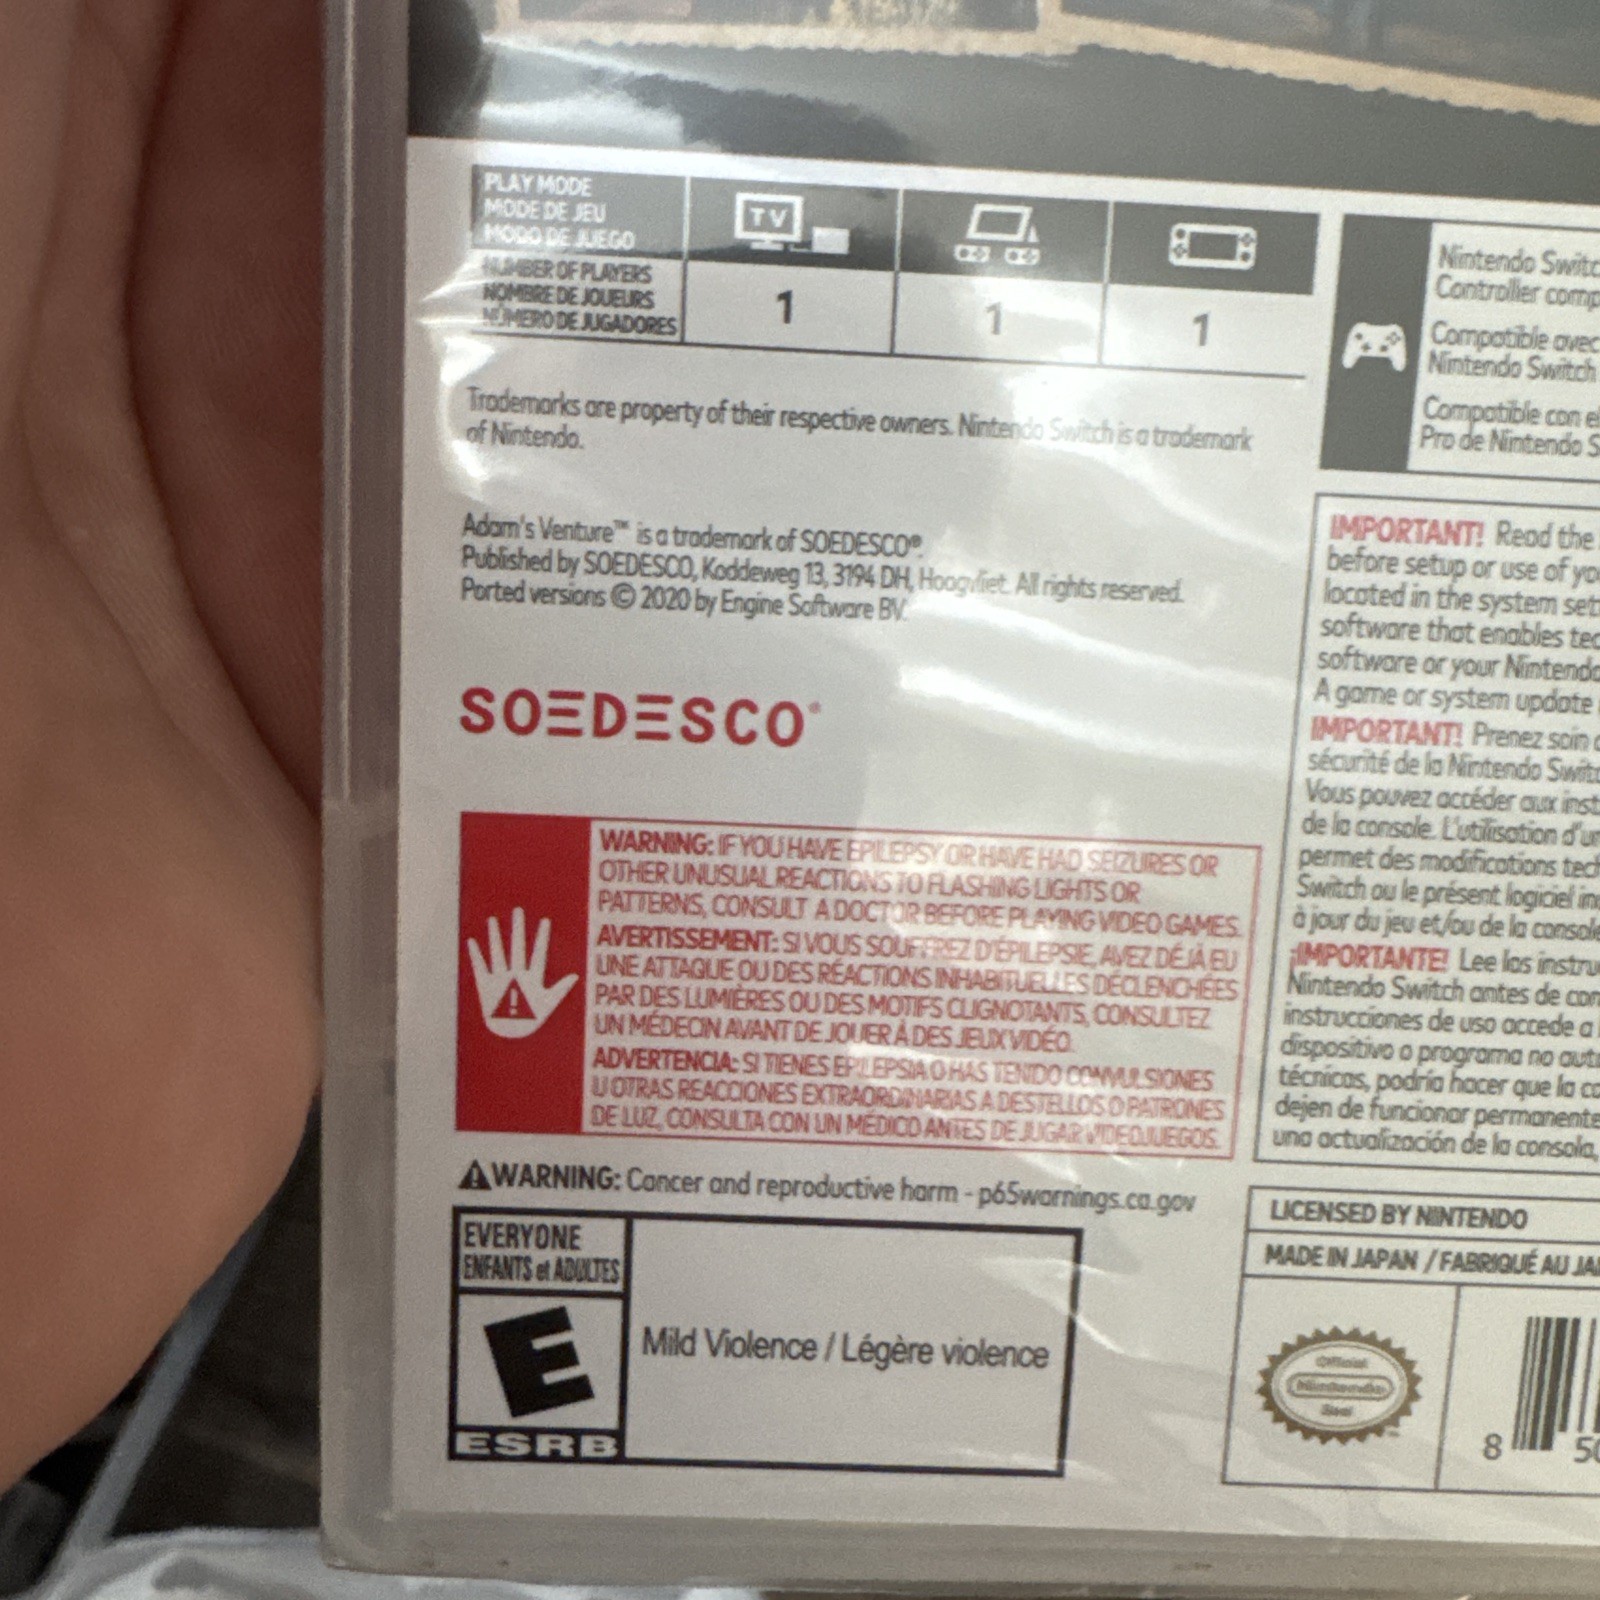 PLAY MODE
MODE DE JEU
MODO DE JUEGO
TV
NUMBER OF PLAYERS
NOMBRE DE JOUEURS
NÚMERO DE JUGADORES
1
1
1
Trademarks are property of their respective owners. Nintendo Switch is a trademark
of Nintendo.
Adam's Venture™ is a trademark of SOEDESCO®.
Published by SOEDESCO, Koddeweg 13, 3194 DH, Hoogvliet. All rights reserved.
Ported versions © 2020 by Engine Software BV.
SOEDESCO®
WARNING: IF YOU HAVE EPILEPSY OR HAVE HAD SEIZURES OR
OTHER UNUSUAL REACTIONS TO FLASHING LIGHTS OR
PATTERNS, CONSULT A DOCTOR BEFORE PLAYING VIDEO GAMES.
AVERTISSEMENT: SI VOUS SOUFFREZ D'ÉPILEPSIE, AVEZ DÉJÀ EU
UNE ATTAQUE OU DES RÉACTIONS INHABITUELLES DÉCLENCHÉES
PAR DES LUMIÈRES OU DES MOTIFS CLIGNOTANTS, CONSULTEZ
UN MÉDECIN AVANT DE JOUER À DES JEUX VIDÉO.
ADVERTENCIA: SI TIENES EPILEPSIA O HAS TENIDO CONVULSIONES
U OTRAS REACCIONES EXTRAORDINARIAS A DESTELLOS O PATRONES
DE LUZ, CONSULTA CON UN MÉDICO ANTES DE JUGAR VIDEOJUEGOS.
WARNING: Cancer and reproductive harm - p65warnings.ca.gov
EVERYONE
ENFANTS et ADULTES
E
ESRB
Mild Violence / Légère violence
Nintendo Switc
Controller comp
Compatible avec
Nintendo Switch
Compatible con el
Pro de Nintendo S
IMPORTANT! Read the
before setup or use of yo
located in the system sett
software that enables tec
software or your Nintendo
A game or system update
IMPORTANT! Prenez soin d
sécurité de la Nintendo Switc
Vous pouvez accéder aux inst
de la console. L'utilisation d'un
permet des modifications tech
Switch ou le présent logiciel ino
à jour du jeu et/ou de la console
¡IMPORTANTE! Lee las instru
Nintendo Switch antes de con
instrucciones de uso accede a l
dispositivo o programa no auto
técnicas, podría hacer que la co
dejen de funcionar permanente
una actualización de la consola,
LICENSED BY NINTENDO
MADE IN JAPAN / FABRIQUÉ AU JA
Official
Nintendo
Seal
8 50